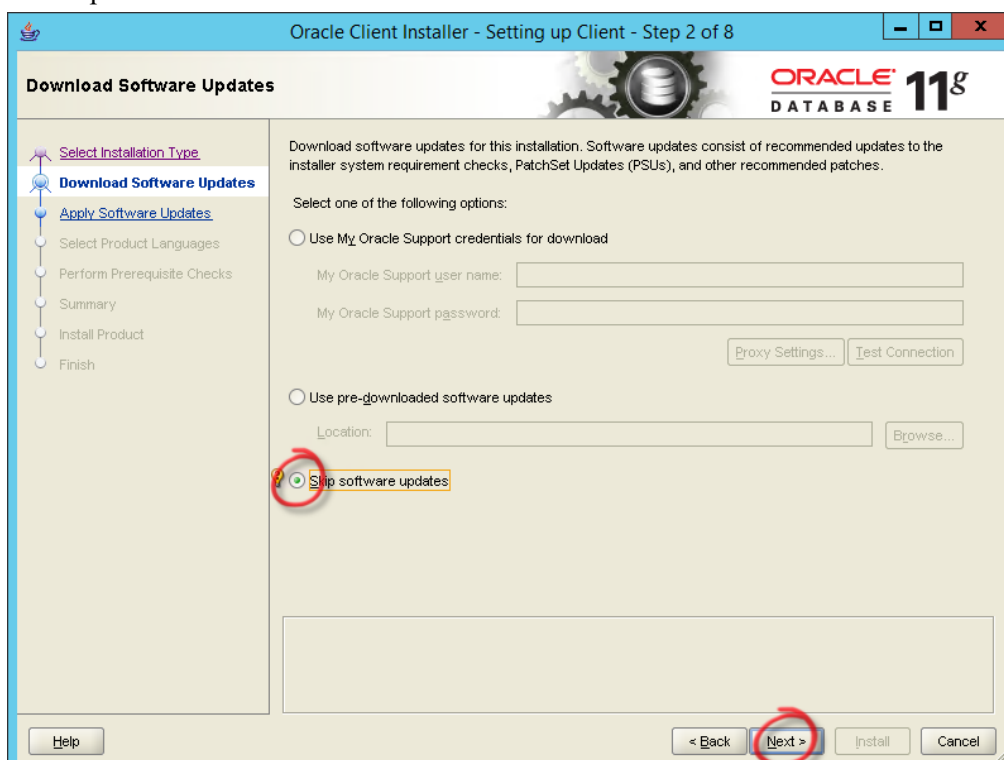 Oracle Client Installer - Setting up Client - Step 2 of 8
X
Download Software Updates
ORACLE
DATABASE
11g
Select Installation Type
Download Software Updates
Apply Software Updates
Select Product Languages
Perform Prerequisite Checks
Summary
Install Product
Finish
Download software updates for this installation. Software updates consist of recommended updates to the
installer system requirement checks, PatchSet Updates (PSUs), and other recommended patches.
Select one of the following options:
Use My Oracle Support credentials for download
My Oracle Support user name:
My Oracle Support password:
Proxy Settings... Test Connection
Use pre-downloaded software updates
Location: Browse...
Skip software updates
Help < Back Next > Install Cancel